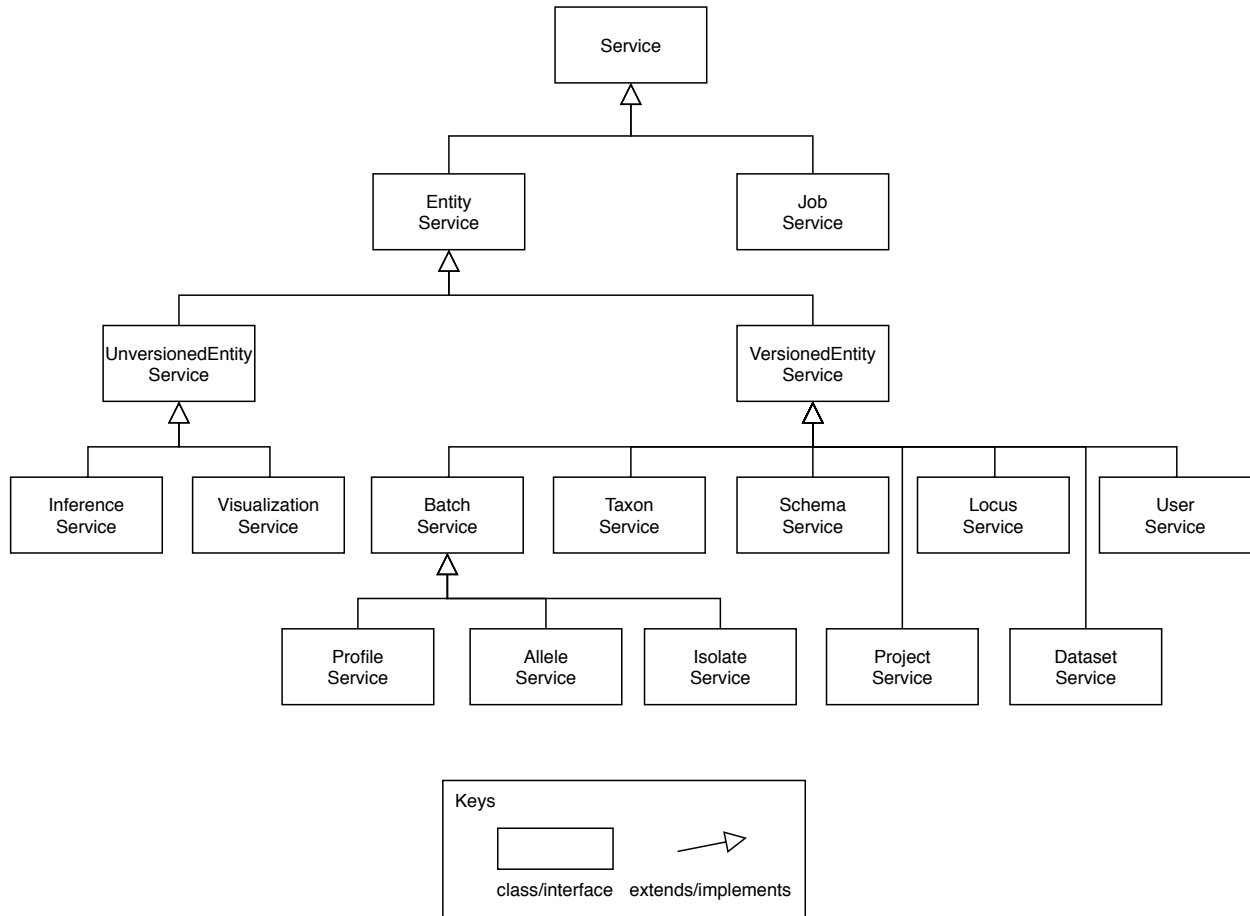 Service
Entity
Service
Job
Service
UnversionedEntity
Service
VersionedEntity
Service
Inference
Service
Visualization
Service
Batch
Service
Taxon
Service
Schema
Service
Locus
Service
User
Service
Profile
Service
Allele
Service
Isolate
Service
Project
Service
Dataset
Service
Keys
class/interface
extends/implements